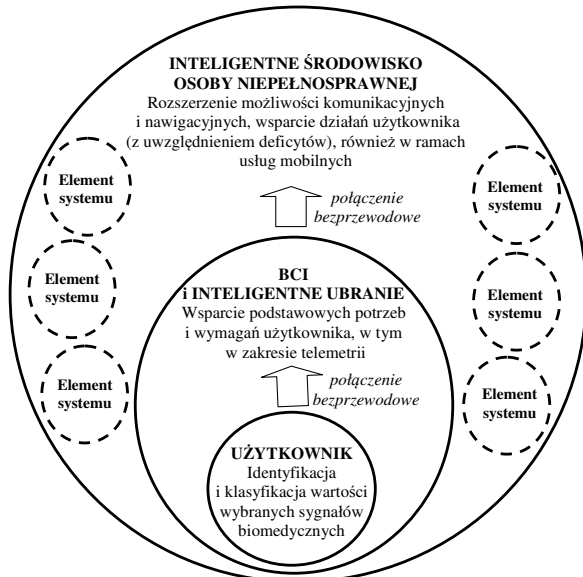 INTELIGENTNE ŚRODOWISKO
OSOBY NIEPEŁNOSPRAWNEJ
Rozszerzenie możliwości komunikacyjnych
i nawigacyjnych, wsparcie działań użytkownika
(z uwzględnieniem deficytów), również w ramach
usług mobilnych
Element
systemu
Element
systemu
Element
systemu
połączenie
bezprzewodowe
Element
systemu
Element
systemu
Element
systemu
BCI
i INTELIGENTNE UBRANIE
Wsparcie podstawowych potrzeb
i wymagań użytkownika, w tym
w zakresie telemetrii
połączenie
bezprzewodowe
UŻYTKOWNIK
Identyfikacja
i klasyfikacja wartości
wybranych sygnałów
biomedycznych